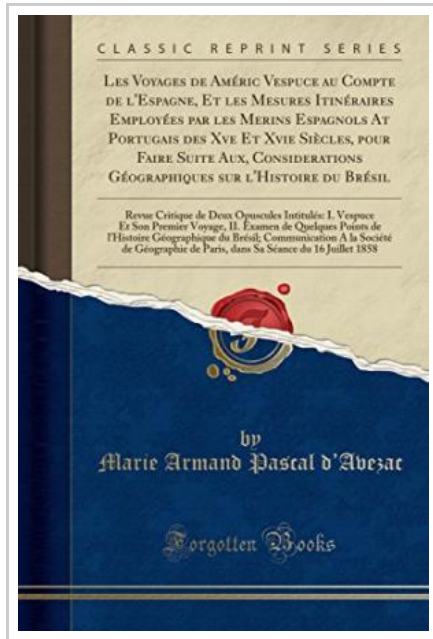 CLASSIC REPRINT SERIES
LES VOYAGES DE AMÉRIC VESPUCE AU COMPTE
DE L'ESPAGNE, ET LES MESURES ITINÉRAIRES
EMPLOYÉES PAR LES MERINS ESPAGNOLS AT
PORTUGAIS DES XVE ET XVIE SIÈCLES, POUR
FAIRE SUITE AUX, CONSIDERATIONS
GÉOGRAPHIQUES SUR L'HISTOIRE DU BRÉSIL
Revue Critique de Deux Opuscules Intitulés: I. Vespuce
Et Son Premier Voyage, II. Examen de Quelques Points de
l'Histoire Géographique du Brésil; Communication A la Société
de Géographie de Paris, dans Sa Séance du 16 Juillet 1858
by
Marie Armand Pascal d'Avezac
Forgotten Books